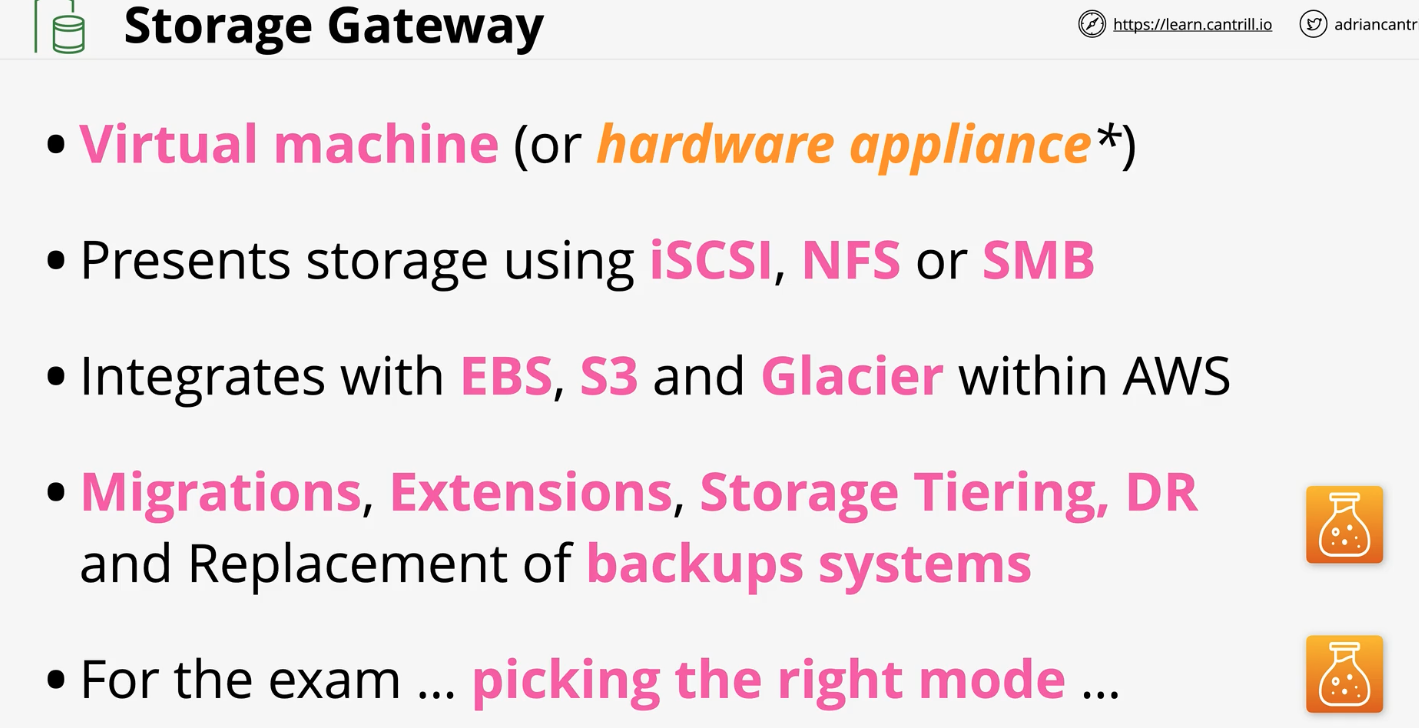 Storage Gateway
https://learn.cantrill.io
adriancantr
• Virtual machine (or hardware appliance*)
• Presents storage using iSCSI, NFS or SMB
• Integrates with EBS, S3 and Glacier within AWS
• Migrations, Extensions, Storage Tiering, DR
and Replacement of backups systems
• For the exam ... picking the right mode ...